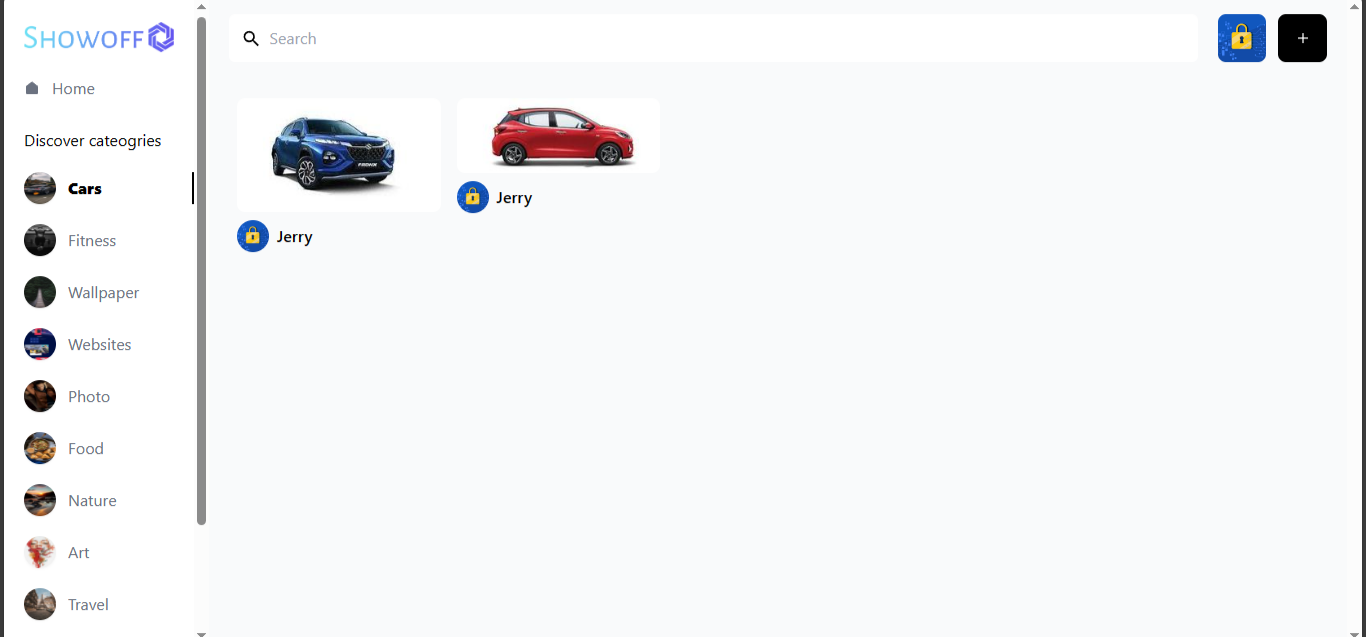 SHOWOFF
Search
+
Home
Discover cateogries
Cars
Fitness
Wallpaper
Websites
Photo
Food
Nature
Art
Travel
Jerry
Jerry